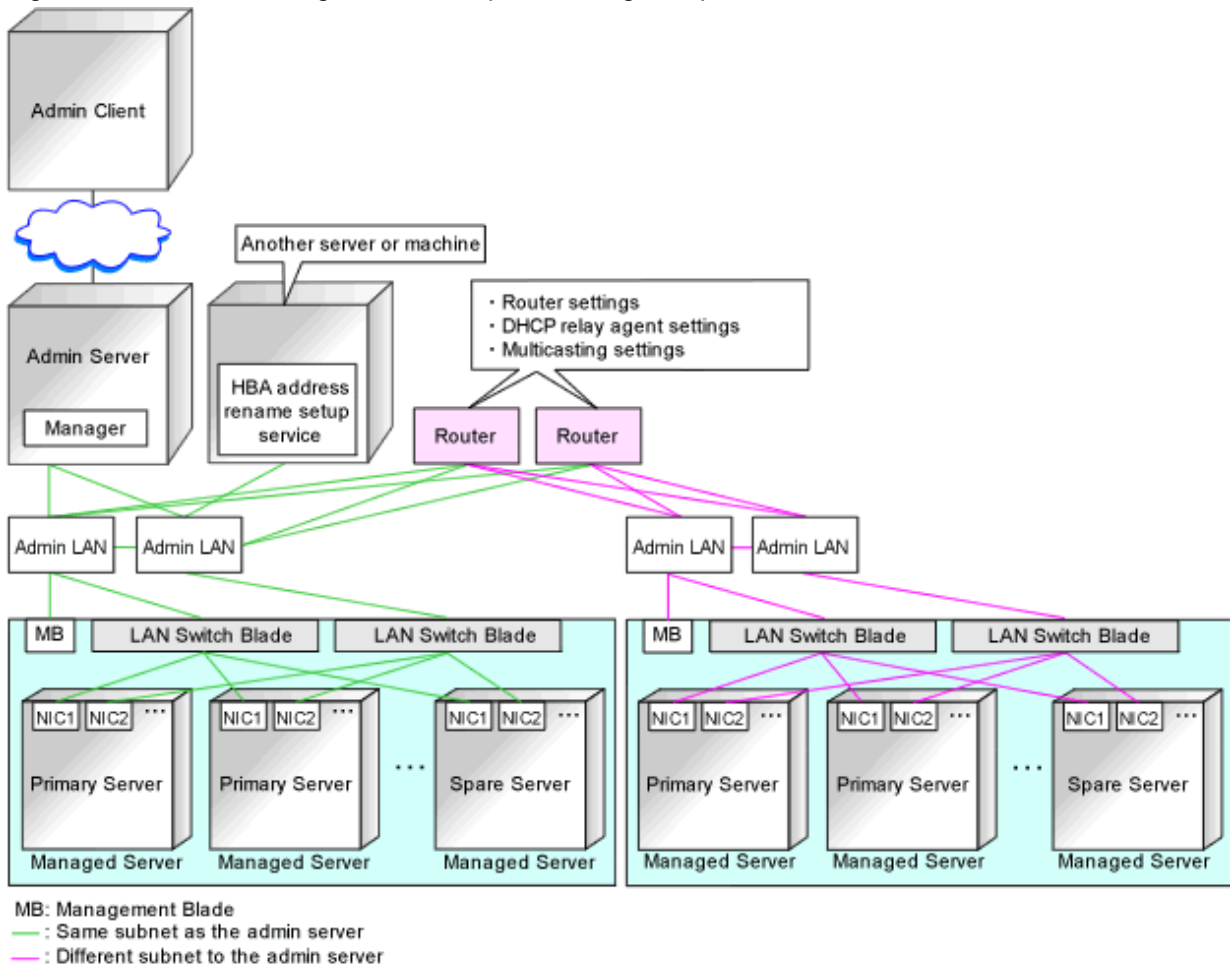 Admin Client
Another server or machine
・Router settings
・DHCP relay agent settings
・Multicasting settings
Admin Server
Manager
HBA address
rename setup
service
Router
Router
Admin LAN
Admin LAN
Admin LAN
Admin LAN
MB
LAN Switch Blade
LAN Switch Blade
NIC1
NIC2
...
NIC1
NIC2
...
NIC1
NIC2
...
Primary Server
Primary Server
...
Spare Server
Managed Server
Managed Server
Managed Server
MB
LAN Switch Blade
LAN Switch Blade
NIC1
NIC2
...
NIC1
NIC2
...
NIC1
NIC2
...
Primary Server
Primary Server
...
Spare Server
Managed Server
Managed Server
Managed Server
MB: Management Blade
: Same subnet as the admin server
: Different subnet to the admin server